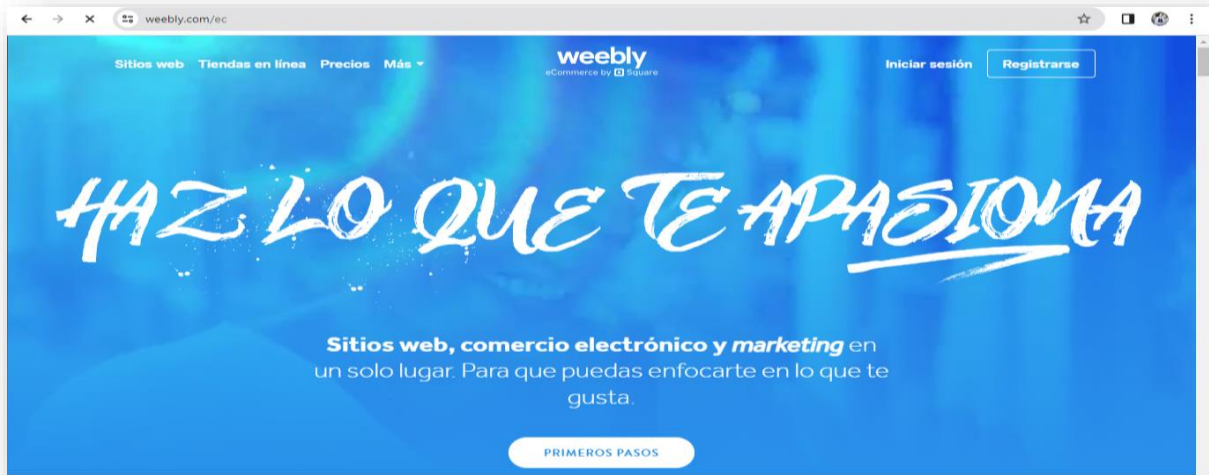 weebly.com/ec
Sitios web Tiendas en línea Precios Más
weebly
eCommerce by Square
Iniciar sesión Registrarse
HAZ LO QUE TE APASIONA
Sitios web, comercio electrónico y marketing en
un solo lugar. Para que puedas enfocarte en lo que te
gusta.
PRIMEROS PASOS